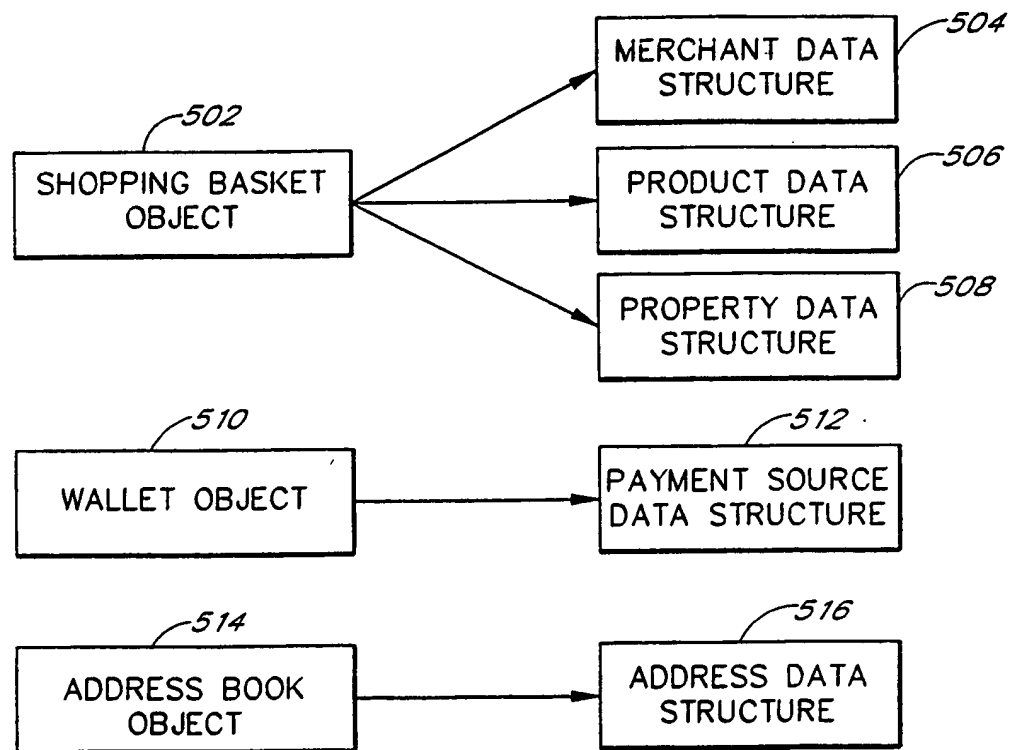 502
SHOPPING BASKET
OBJECT
504
MERCHANT DATA
STRUCTURE
506
PRODUCT DATA
STRUCTURE
508
PROPERTY DATA
STRUCTURE
510
WALLET OBJECT
512
PAYMENT SOURCE
DATA STRUCTURE
514
ADDRESS BOOK
OBJECT
516
ADDRESS DATA
STRUCTURE